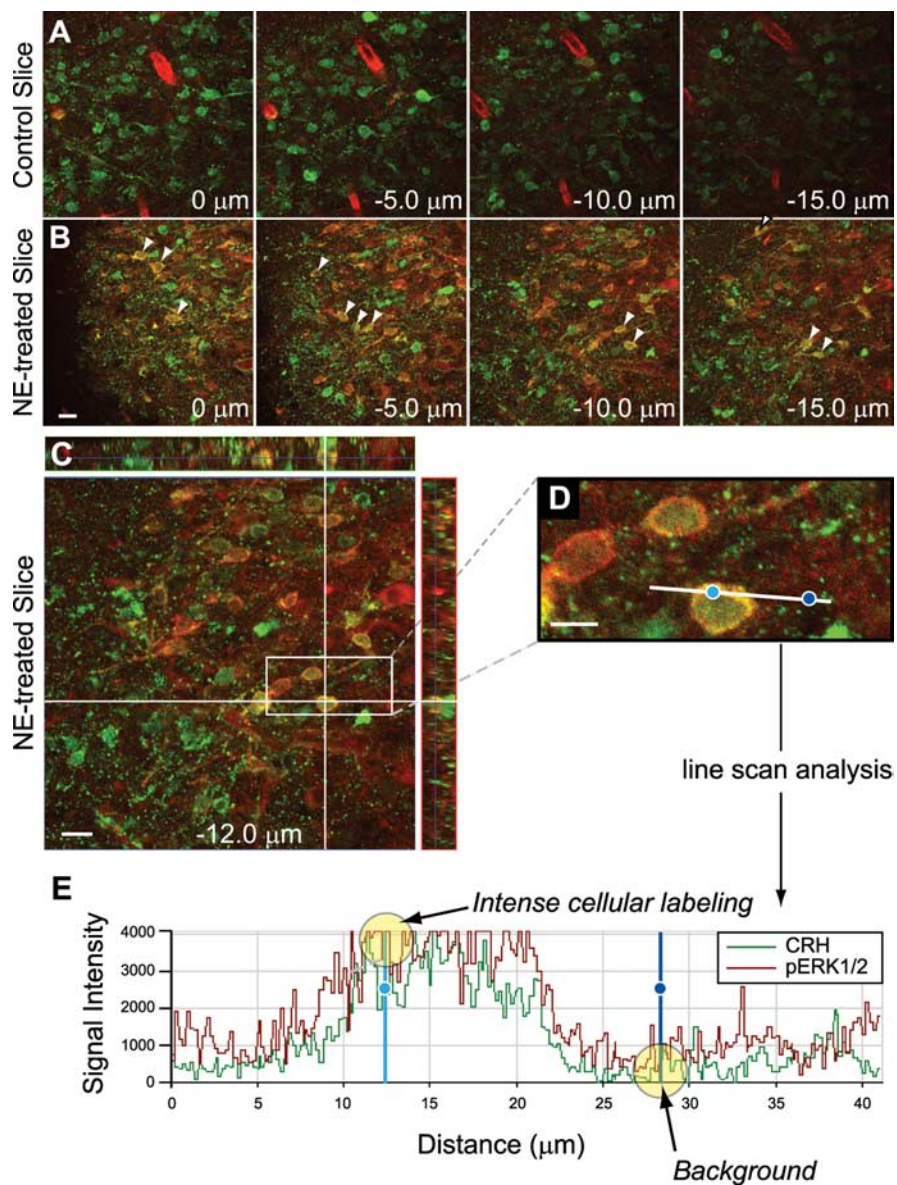 A
Control Slice
0 μm
-5.0 μm
-10.0 μm
-15.0 μm
B
NE-treated Slice
0 μm
-5.0 μm
-10.0 μm
-15.0 μm
C
NE-treated Slice
-12.0 μm
D
line scan analysis
E
Intense cellular labeling
Signal Intensity
4000
3000
2000
1000
0
CRH
pERK1/2
0 5 10 15 20 25 30 35 40
Distance (μm)
Background